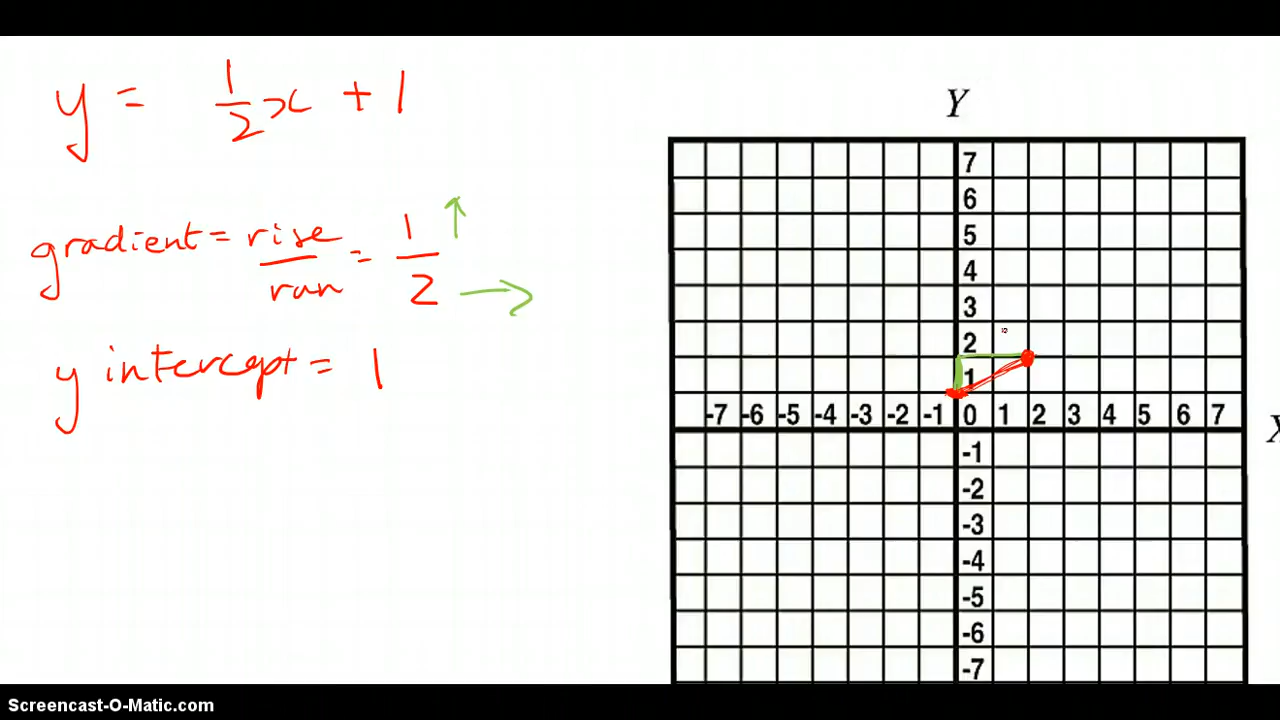 y = 1/2 x + 1
gradient = rise/run = 1/2
y intercept = 1
Y
7
6
5
4
3
2
1
-7 -6 -5 -4 -3 -2 -1 0 1 2 3 4 5 6 7
X
-1
-2
-3
-4
-5
-6
-7
Screencast-O-Matic.com